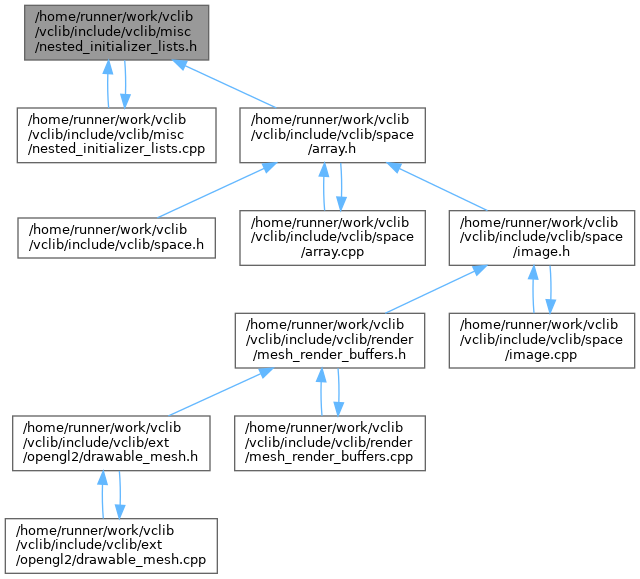 /home/runner/work/vclib
/vclib/include/vclib/misc
/nested_initializer_lists.h
/home/runner/work/vclib
/vclib/include/vclib/misc
/nested_initializer_lists.cpp
/home/runner/work/vclib
/vclib/include/vclib/space
/array.h
/home/runner/work/vclib
/vclib/include/vclib/space.h
/home/runner/work/vclib
/vclib/include/vclib/space
/array.cpp
/home/runner/work/vclib
/vclib/include/vclib/space
/image.h
/home/runner/work/vclib
/vclib/include/vclib/render
/mesh_render_buffers.h
/home/runner/work/vclib
/vclib/include/vclib/space
/image.cpp
/home/runner/work/vclib
/vclib/include/vclib/ext
/opengl2/drawable_mesh.h
/home/runner/work/vclib
/vclib/include/vclib/render
/mesh_render_buffers.cpp
/home/runner/work/vclib
/vclib/include/vclib/ext
/opengl2/drawable_mesh.cpp